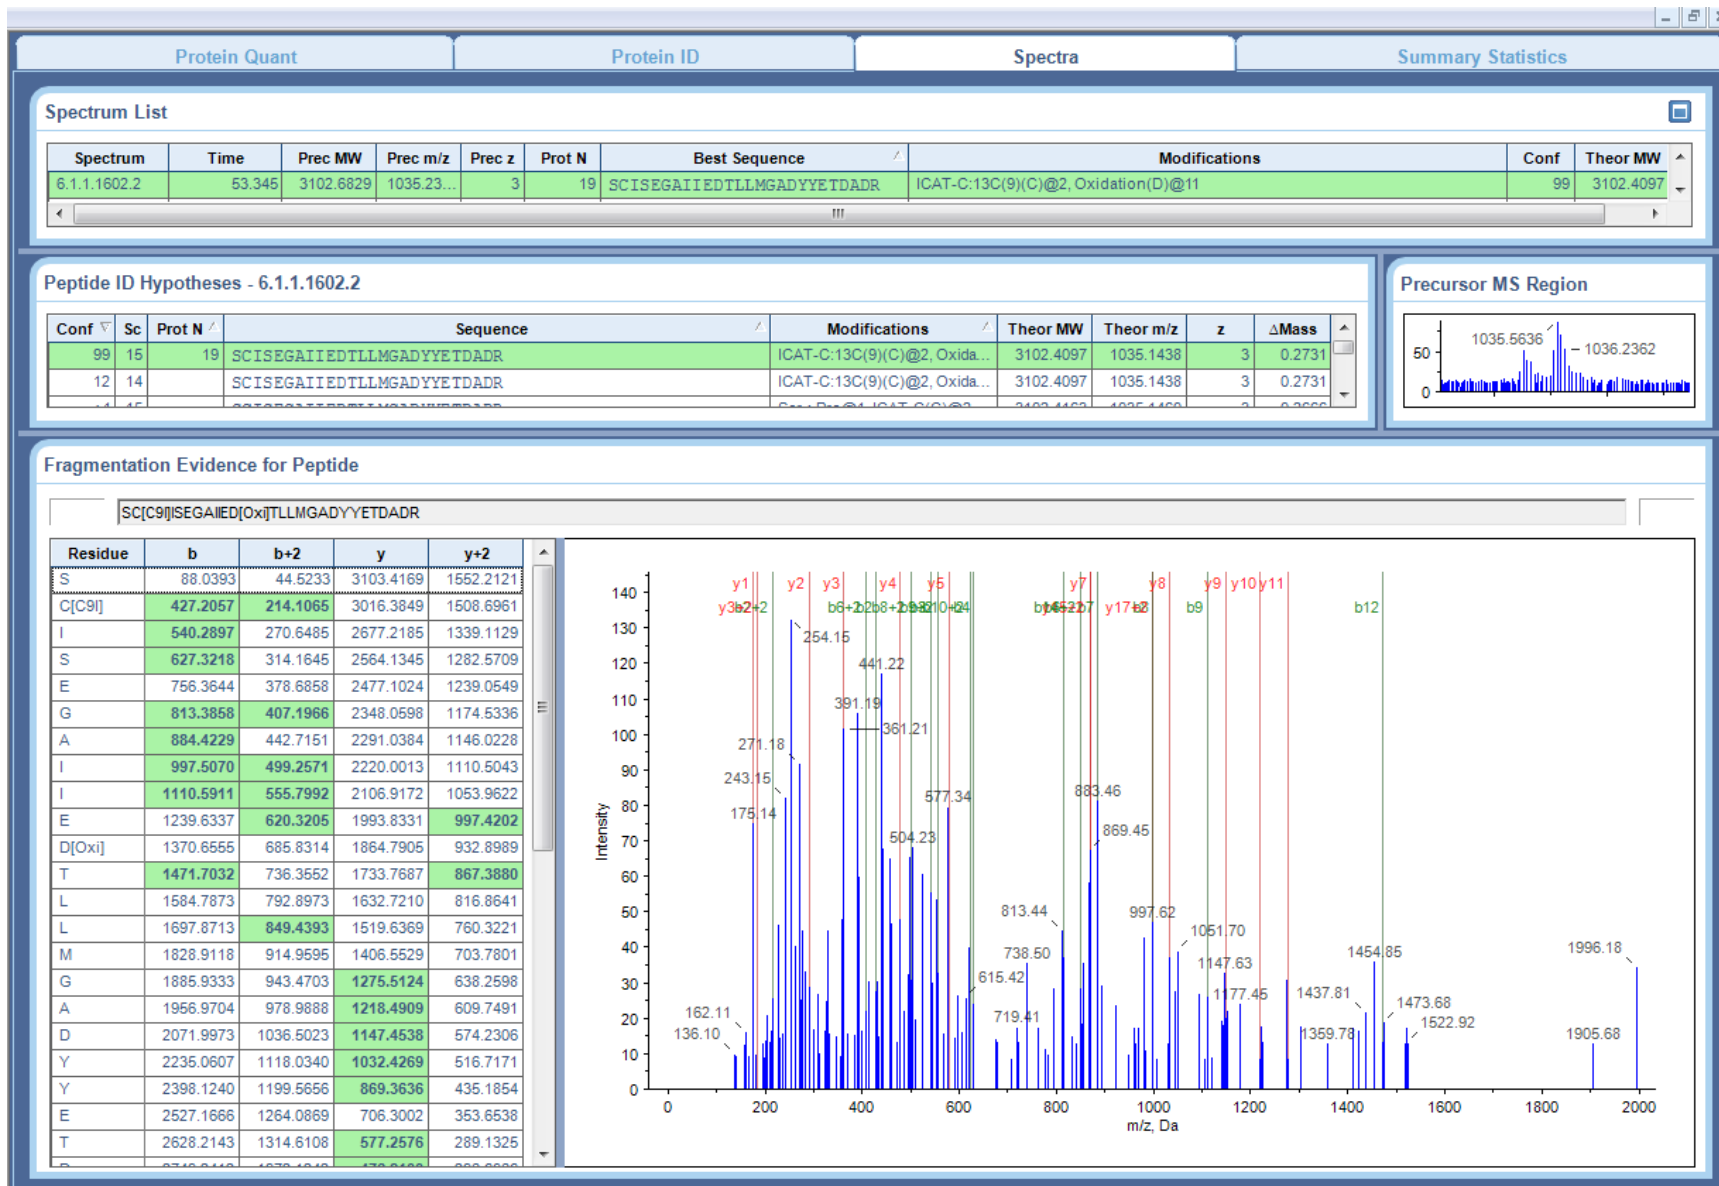 Protein Quant Protein ID Spectra Summary Statistics
Spectrum List
Spectrum Time Prec MW Prec m/z Prec z Prot N Best Sequence Modifications Conf Theor MW
6.1.1.1602.2 53.345 3102.6829 1035.23... 3 19 SCISEGAIIEDTLLMGADYYETDADR ICAT-C:13C(9)(C)@2, Oxidation(D)@11 99 3102.4097
Peptide ID Hypotheses - 6.1.1.1602.2
Conf Sc Prot N Sequence Modifications Theor MW Theor m/z z ΔMass
99 15 19 SCISEGAIIEDTLLMGADYYETDADR ICAT-C:13C(9)(C)@2, Oxida... 3102.4097 1035.1438 3 0.2731
12 14 SCISEGAIIEDTLLMGADYYETDADR ICAT-C:13C(9)(C)@2, Oxida... 3102.4097 1035.1438 3 0.2731
Precursor MS Region
1035.5636
1036.2362
50
0
Fragmentation Evidence for Peptide
SC[C9I]ISEGAIIED[Oxi]TLLMGADYYETDADR
Residue b b+2 y y+2
S 88.0393 44.5233 3103.4169 1552.2121
C[C9I] 427.2057 214.1065 3016.3849 1508.6961
I 540.2897 270.6485 2677.2185 1339.1129
S 627.3218 314.1645 2564.1345 1282.5709
E 756.3644 378.6858 2477.1024 1239.0549
G 813.3858 407.1966 2348.0598 1174.5336
A 884.4229 442.7151 2291.0384 1146.0228
I 997.5070 499.2571 2220.0013 1110.5043
I 1110.5911 555.7992 2106.9172 1053.9622
E 1239.6337 620.3205 1993.8331 997.4202
D[Oxi] 1370.6555 685.8314 1864.7905 932.8989
T 1471.7032 736.3552 1733.7687 867.3880
L 1584.7873 792.8973 1632.7210 816.8641
L 1697.8713 849.4393 1519.6369 760.3221
M 1828.9118 914.9595 1406.5529 703.7801
G 1885.9333 943.4703 1275.5124 638.2598
A 1956.9704 978.9888 1218.4909 609.7491
D 2071.9973 1036.5023 1147.4538 574.2306
Y 2235.0607 1118.0340 1032.4269 516.7171
Y 2398.1240 1199.5656 869.3636 435.1854
E 2527.1666 1264.0869 706.3002 353.6538
T 2628.2143 1314.6108 577.2576 289.1325
y1 y2 y3 y4 y5 y7 y8 y9 y10 y11
b6+2 b9 b12
Intensity
140
130
120
110
100
90
80
70
60
50
40
30
20
10
0
254.15
441.22
391.19
361.21
271.18
243.15
175.14
577.34
504.23
883.46
869.45
813.44
997.62
738.50
1051.70
615.42
1147.63
1454.85
1996.18
1177.45
1437.81
162.11
719.41
1473.68
136.10
1359.78
1522.92
1905.68
0 200 400 600 800 1000 1200 1400 1600 1800 2000
m/z, Da